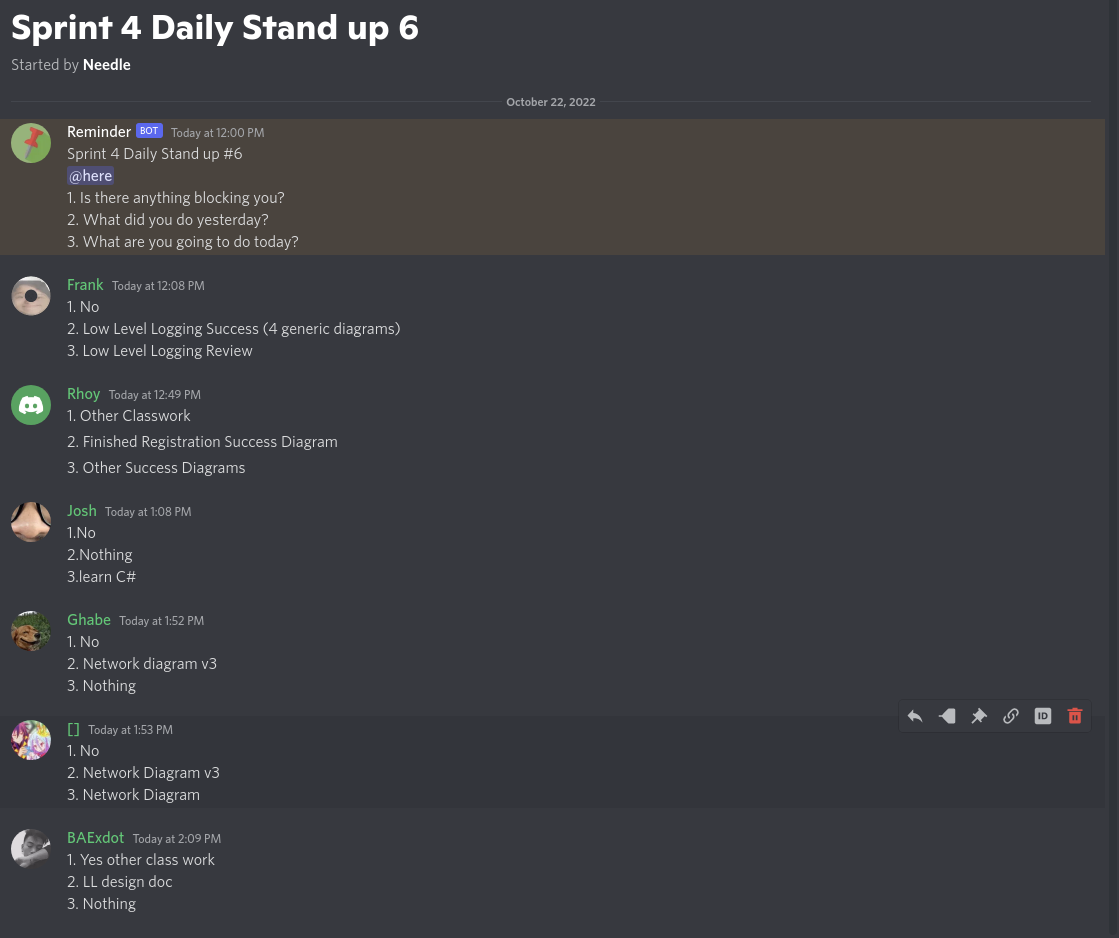 Sprint 4 Daily Stand up 6
Started by Needle
October 22, 2022
Reminder BOT Today at 12:00 PM
Sprint 4 Daily Stand up #6
@here
1. Is there anything blocking you?
2. What did you do yesterday?
3. What are you going to do today?
Frank Today at 12:08 PM
1. No
2. Low Level Logging Success (4 generic diagrams)
3. Low Level Logging Review
Rhoy Today at 12:49 PM
1. Other Classwork
2. Finished Registration Success Diagram
3. Other Success Diagrams
Josh Today at 1:08 PM
1.No
2.Nothing
3.learn C#
Ghabe Today at 1:52 PM
1. No
2. Network diagram v3
3. Nothing
[] Today at 1:53 PM
ID
1. No
2. Network Diagram v3
3. Network Diagram
BAExdot Today at 2:09 PM
1. Yes other class work
2. LL design doc
3. Nothing